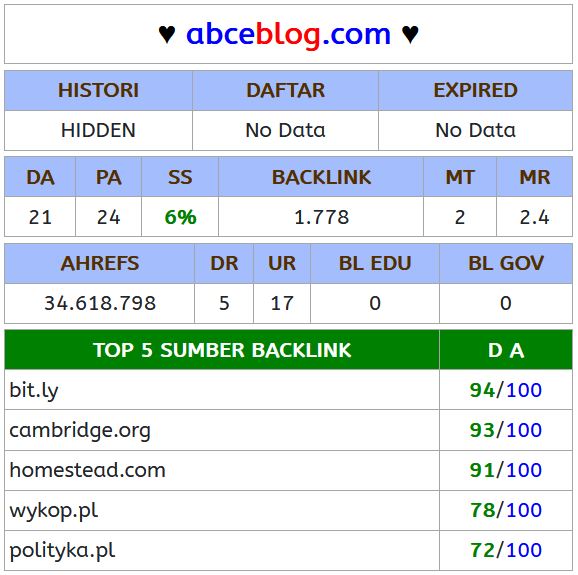 ♥ abceblog.com ♥
HISTORI DAFTAR EXPIRED
HIDDEN No Data No Data
DA PA SS BACKLINK MT MR
21 24 6% 1.778 2 2.4
AHREFS DR UR BL EDU BL GOV
34.618.798 5 17 0 0
TOP 5 SUMBER BACKLINK D A
bit.ly 94/100
cambridge.org 93/100
homestead.com 91/100
wykop.pl 78/100
polityka.pl 72/100